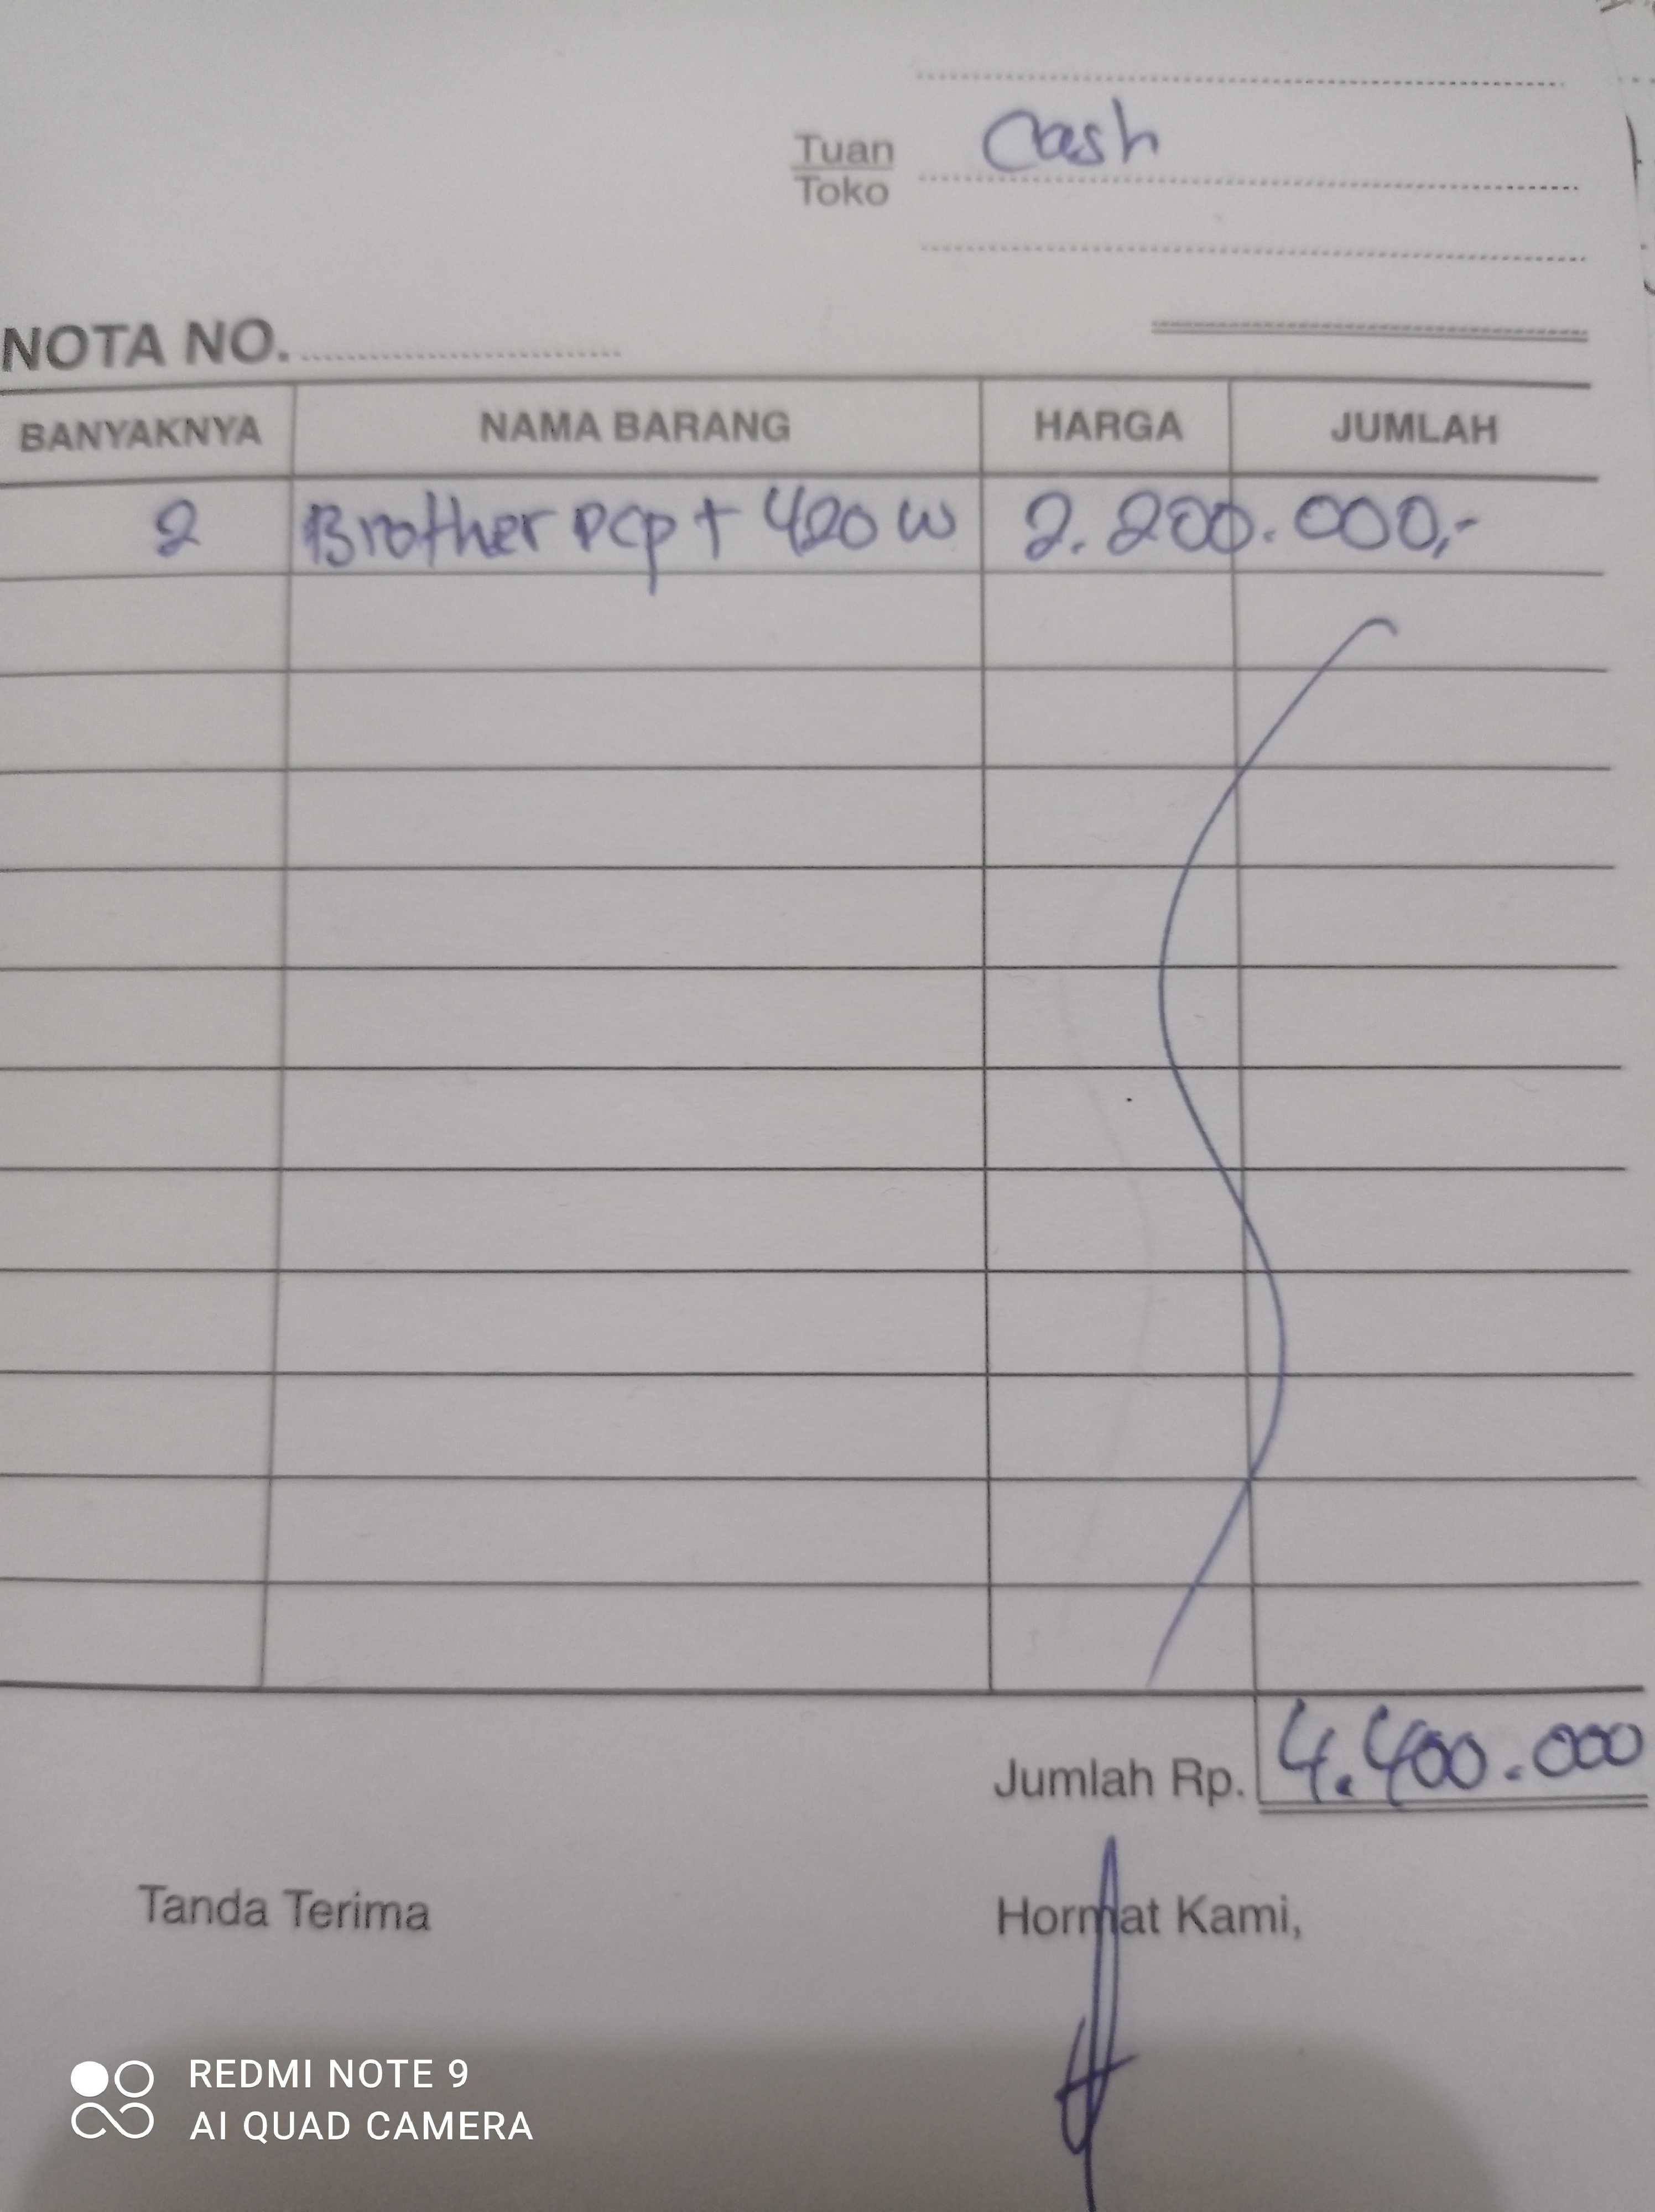 Tuan Cash
Toko
NOTA NO.
BANYAKNYA NAMA BARANG HARGA JUMLAH
2 Brother DCP T 420 W 2.200.000,-
Jumlah Rp. 4.400.000
Tanda Terima Hormat Kami,
REDMI NOTE 9
AI QUAD CAMERA